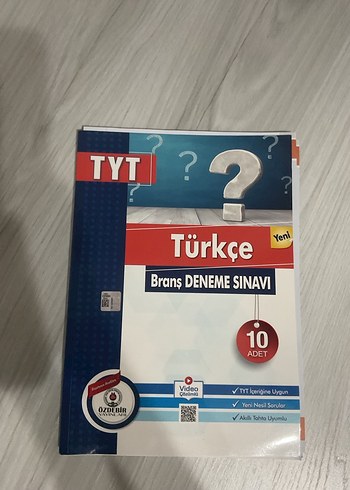 TYT
Yeni
Türkçe
Branş DENEME SINAVI
10
ADET
Video
Çözümlü
TYT İçeriğine Uygun
Yeni Nesil Sorular
Akıllı Tahta Uyumlu
ÖZDEBİR
YAYINLARI